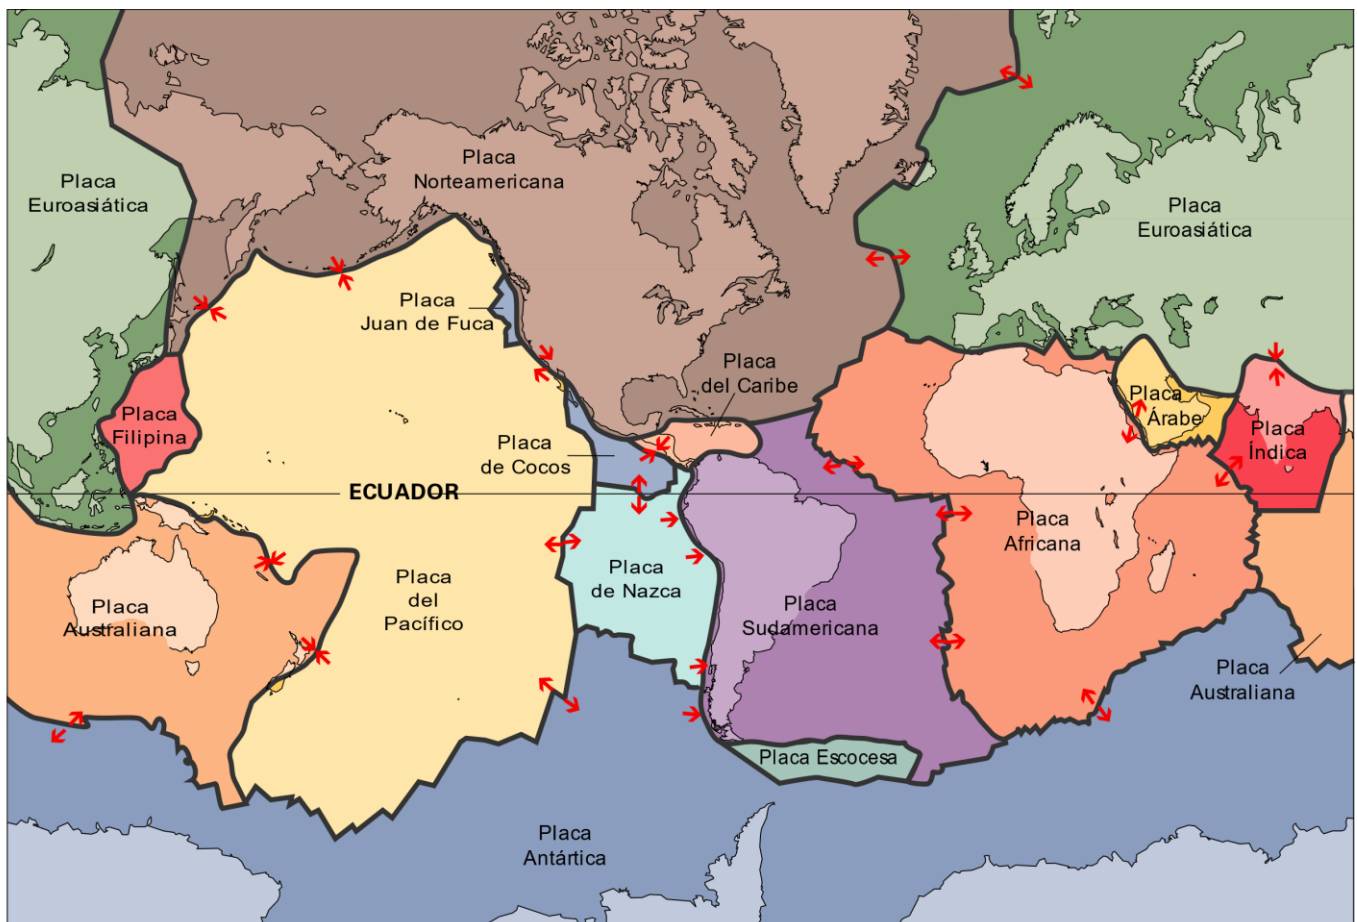 Placa
Norteamericana
Placa
Euroasiática
Placa
Euroasiática
Placa
Juan de Fuca
Placa
del Caribe
Placa
Filipina
Placa
Árabe
Placa
Índica
Placa
de Cocos
ECUADOR
Placa
Africana
Placa
de Nazca
Placa
del
Pacífico
Placa
Australiana
Placa
Sudamericana
Placa
Australiana
Placa Escocesa
Placa
Antártica